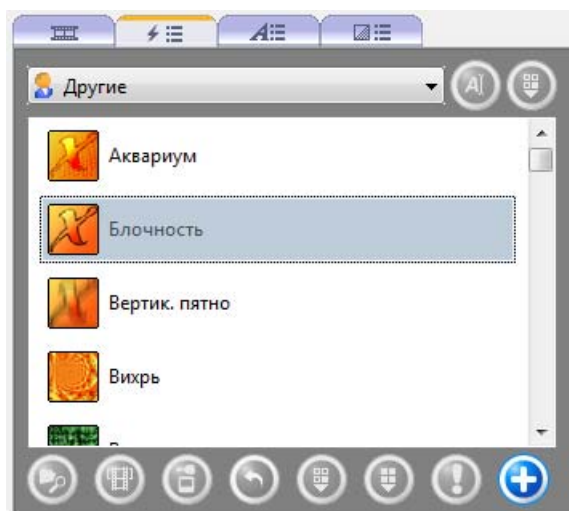 Другие
Аквариум
Блочность
Вертик. пятно
Вихрь